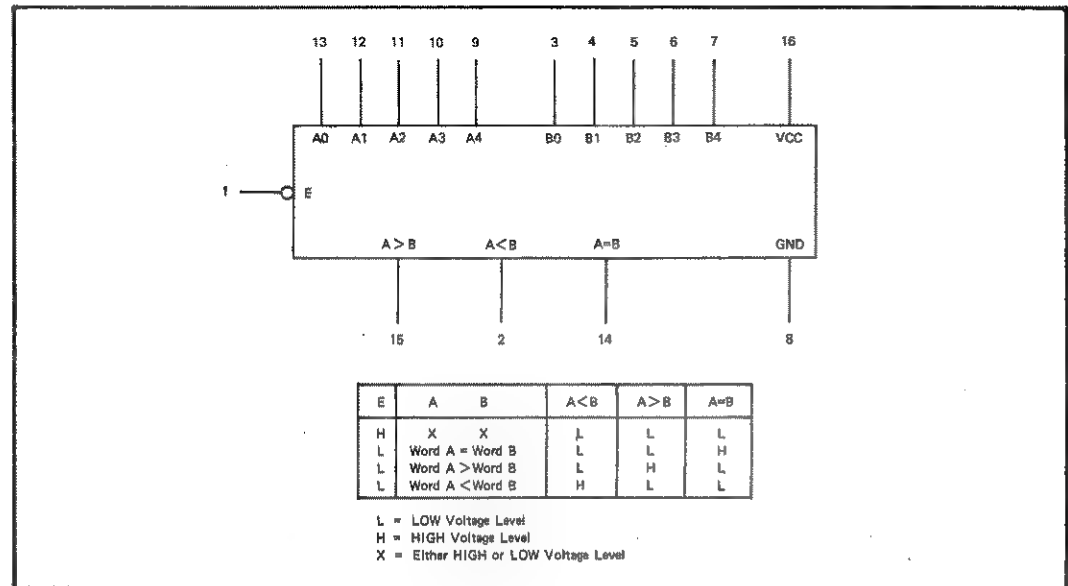 13 12 11 10 9 3 4 5 6 7 16
A0 A1 A2 A3 A4 B0 B1 B2 B3 B4 VCC
1 E
A>B A<B A=B GND
15 2 14 8
E A B A<B A>B A=B
H X X L L L
L Word A = Word B L L H
L Word A > Word B L H L
L Word A < Word B H L L
L = LOW Voltage Level
H = HIGH Voltage Level
X = Either HIGH or LOW Voltage Level